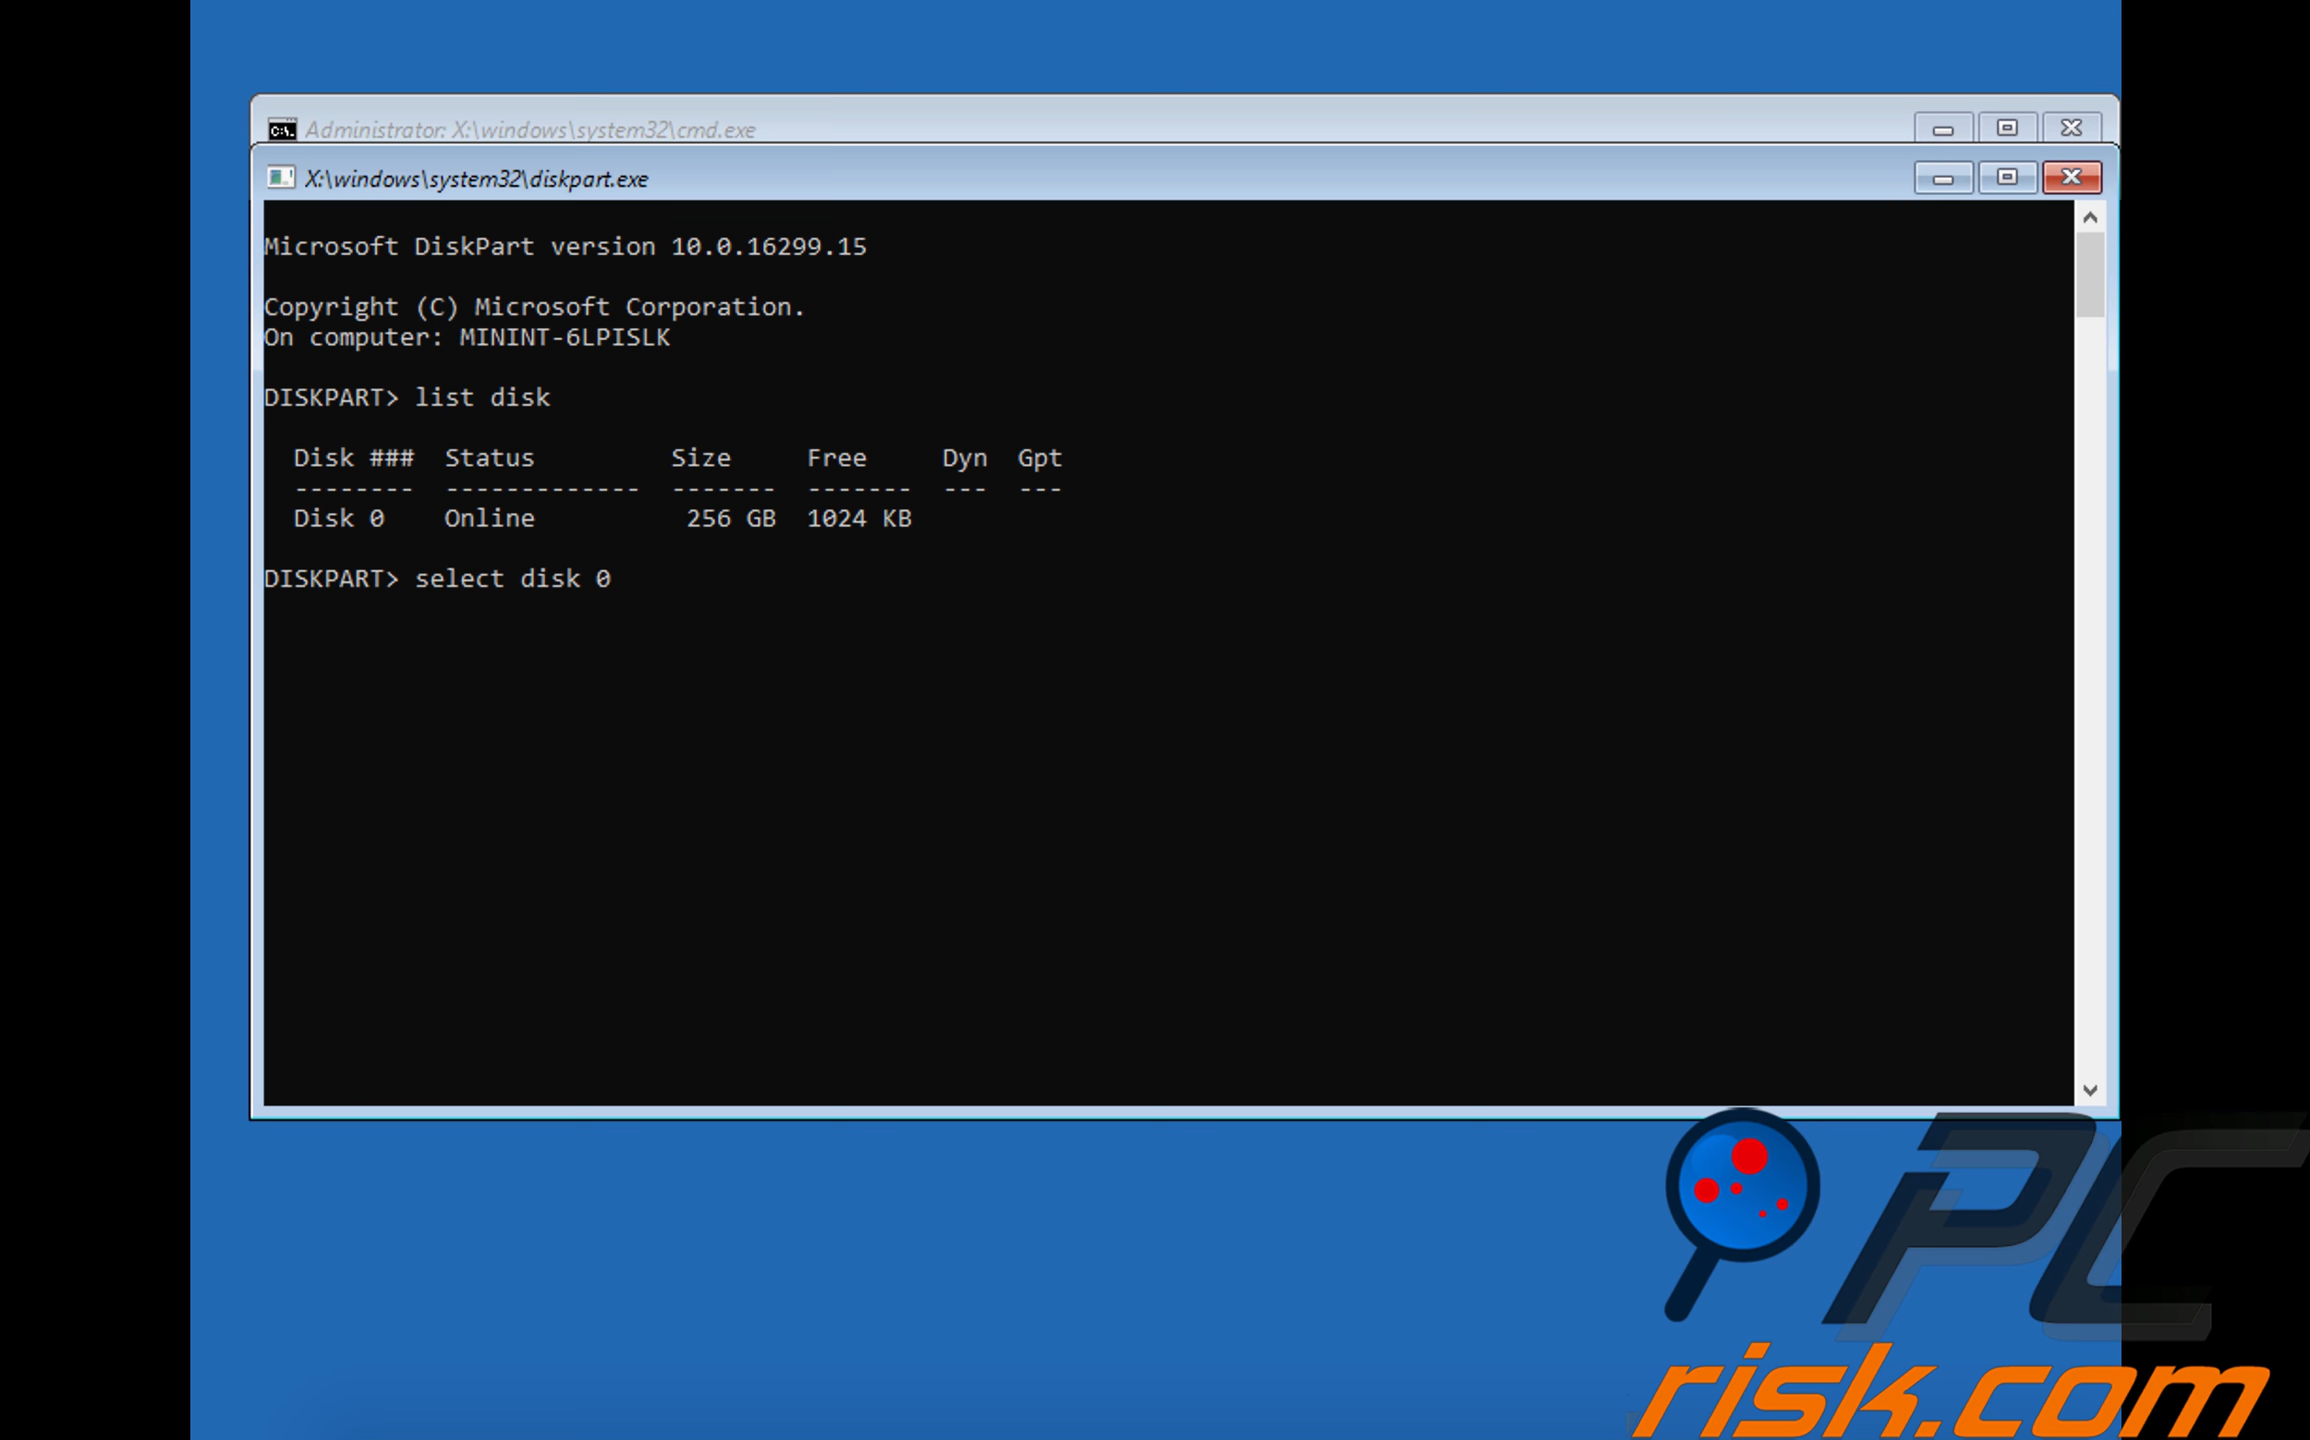 Administrator: X:\windows\system32\cmd.exe
X:\windows\system32\diskpart.exe
Microsoft DiskPart version 10.0.16299.15
Copyright (C) Microsoft Corporation.
On computer: MININT-6LPISLK
DISKPART> list disk
Disk ###  Status         Size     Free     Dyn  Gpt
--------  -------------  -------  -------  ---  ---
Disk 0    Online          256 GB  1024 KB
DISKPART> select disk 0
PC
risk.com